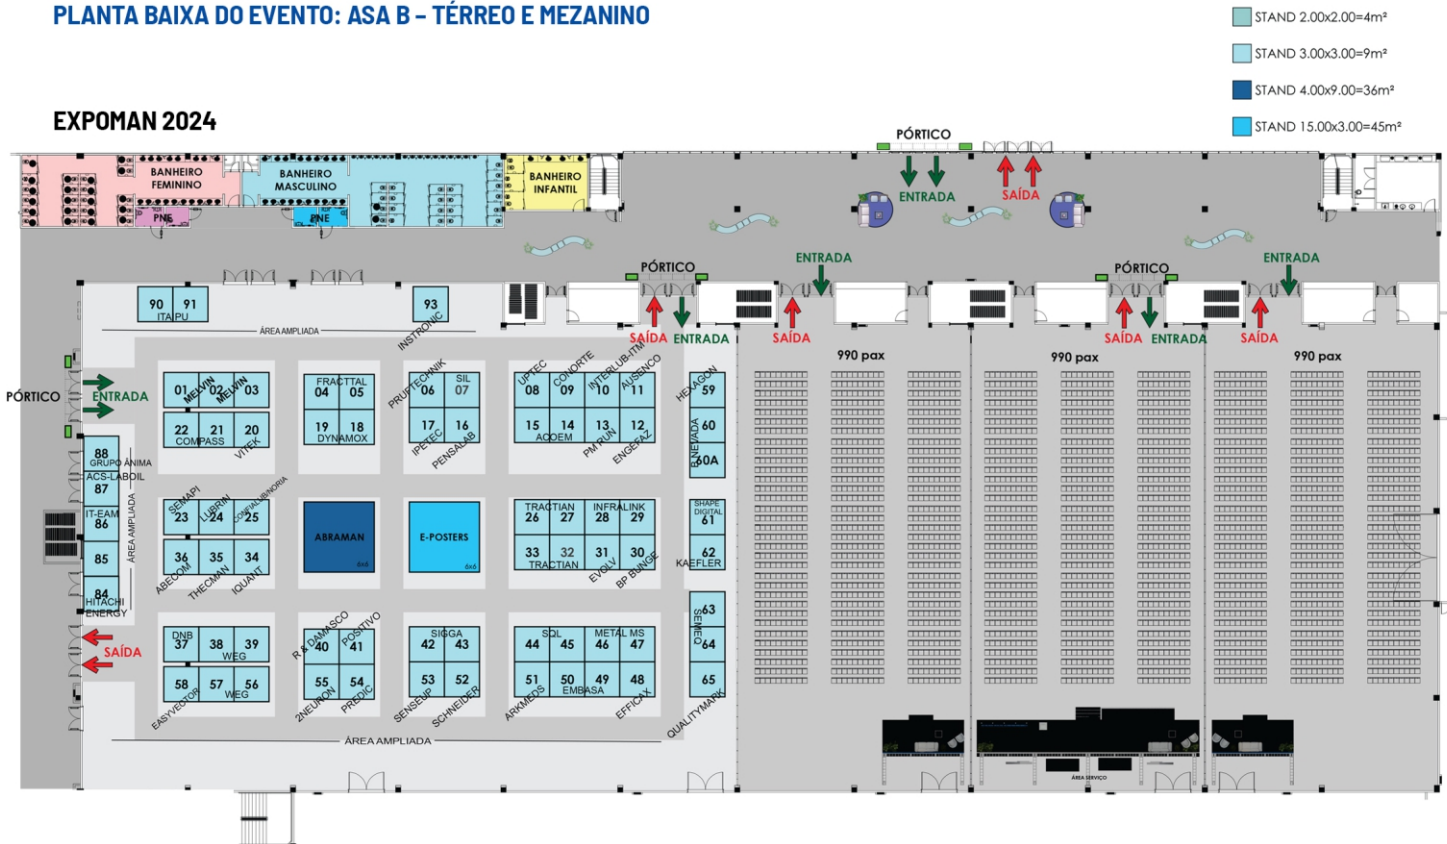 PLANTA BAIXA DO EVENTO: ASA B – TÉRREO E MEZANINO
STAND 2.00x2.00=4m²
STAND 3.00x3.00=9m²
STAND 4.00x9.00=36m²
STAND 15.00x3.00=45m²
EXPOMAN 2024
PÓRTICO
ENTRADA
SAÍDA
BANHEIRO
FEMININO
BANHEIRO
MASCULINO
BANHEIRO
INFANTIL
PNE
PNE
PÓRTICO
ENTRADA
PÓRTICO
ENTRADA
SAÍDA
ENTRADA
SAÍDA
SAÍDA
ENTRADA
SAÍDA
90 91
ITAIPU
93
INSTRONIC
ÁREA AMPLIADA
990 pax
990 pax
990 pax
PÓRTICO
ENTRADA
01 02 03
MELVIN
MELVIN
22 21 20
COMPASS
VITEK
FRACTTAL
04 05
19 18
DYNAMOX
PRUFTECHNIK
SIL
06 07
17 16
IPETEC
PENSALAB
UPTEC
CONORTE
INTERLUB-ITM
AUSENCO
08 09 10 11
15 14 13 12
ACOEM
PM RUN
ENGEFAZ
HEXAGON
59
60
60A
B.NEVADA
88
GRUPO ÂNIMA
ACS-LABOIL
87
IT-EAM
86
85
84
HITACHI
ENERGY
ÁREA AMPLIADA
SEMAPI
LUBRIN
CONFIALUB/NORIA
23 24 25
36 35 34
ABECOM
THECMAN
IQUANT
ABRAMAN
6x6
E-POSTERS
6x6
TRACTIAN
INFRALINK
26 27 28 29
33 32 31 30
TRACTIAN
EVOLV
BP BUNGE
SHAPE
DIGITAL
61
62
KAEFLER
SAÍDA
DNB
37 38 39
WEG
58 57 56
WEG
EASYVECTOR
R & DAMASCO
POSITIVO
40 41
55 54
2NEURON
PREDIC
SIGGA
42 43
53 52
SENSEUP
SCHNEIDER
SQL
METAL MS
44 45 46 47
51 50 49 48
EMBASA
ARKMEDS
EFFICAX
63
64
SEMEQ
65
QUALITYMARK
ÁREA AMPLIADA
ÁREA SERVIÇO